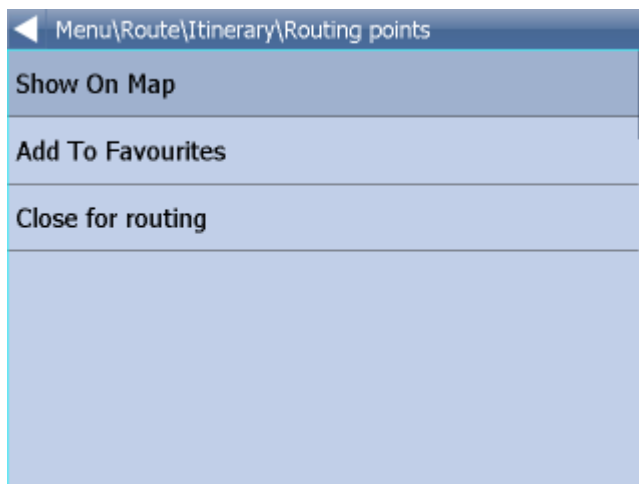 Menu\Route\Itinerary\Routing points
Show On Map
Add To Favourites
Close for routing